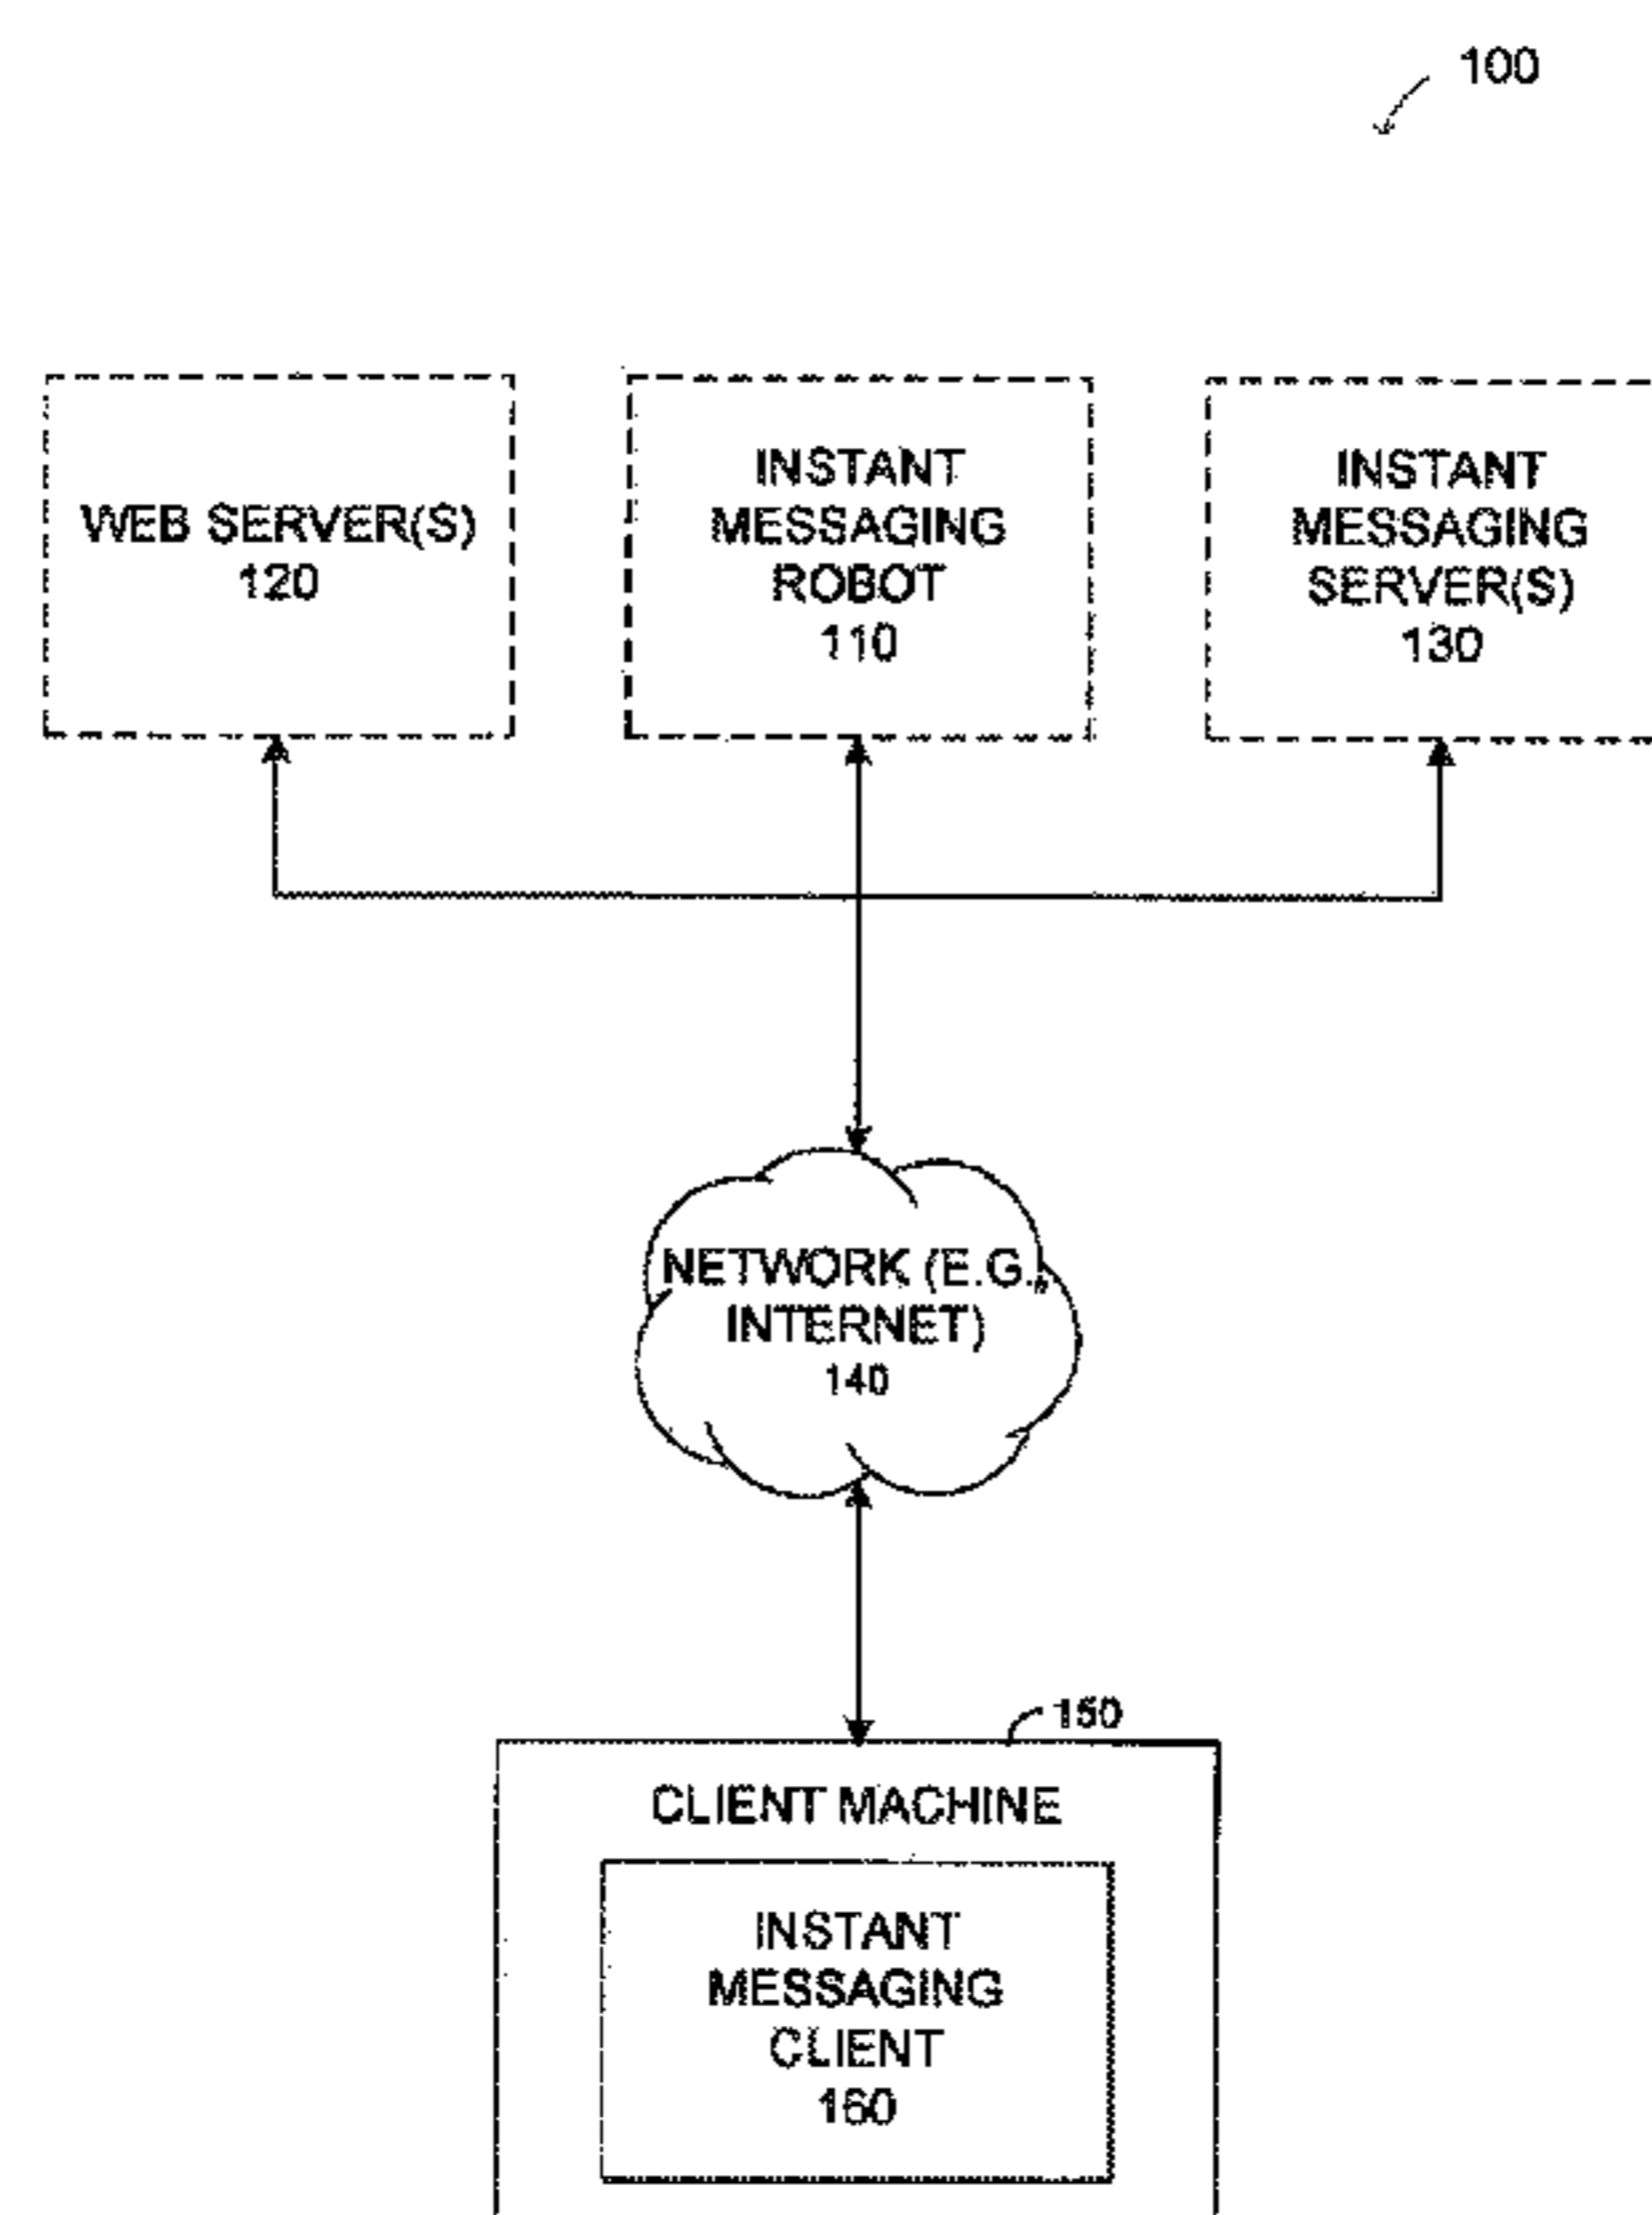 100
WEB SERVER(S)
120
INSTANT
MESSAGING
ROBOT
110
INSTANT
MESSAGING
SERVER(S)
130
NETWORK (E.G.,
INTERNET)
140
150
CLIENT MACHINE
INSTANT
MESSAGING
CLIENT
160